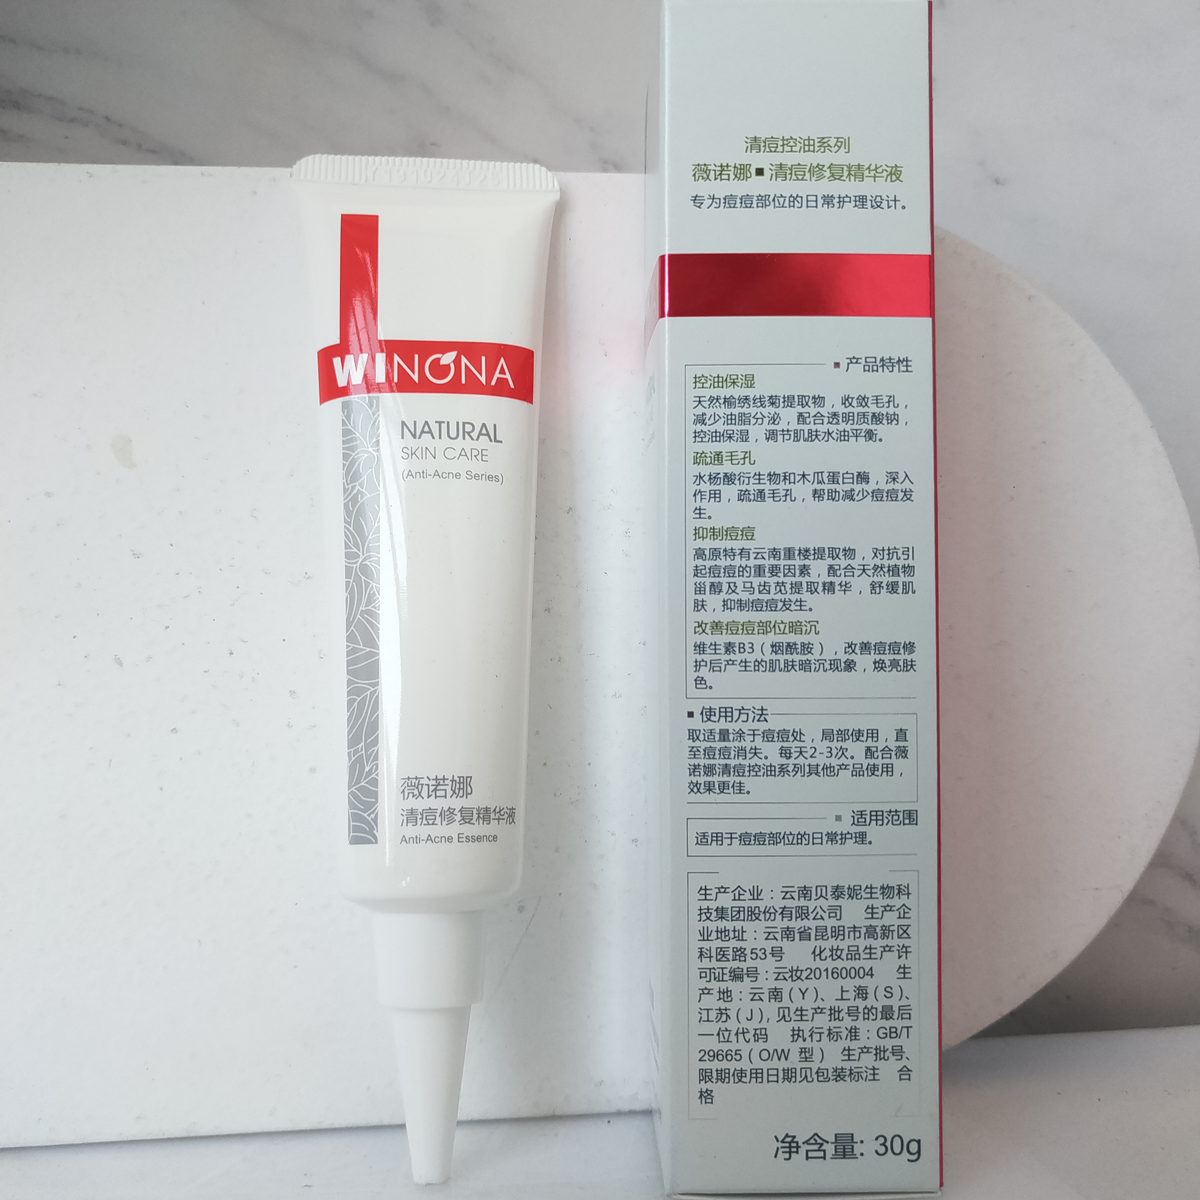 WINONA
NATURAL
SKIN CARE
(Anti-Acne Series)
薇诺娜
清痘修复精华液
Anti-Acne Essence
清痘控油系列
薇诺娜■清痘修复精华液
专为痘痘部位的日常护理设计。
■产品特性
控油保湿
天然榆绣线菊提取物，收敛毛孔，
减少油脂分泌，配合透明质酸钠，
控油保湿，调节肌肤水油平衡。
疏通毛孔
水杨酸衍生物和木瓜蛋白酶，深入
作用，疏通毛孔，帮助减少痘痘发
生。
抑制痘痘
高原特有云南重楼提取物，对抗引
起痘痘的重要因素，配合天然植物
甾醇及马齿苋提取精华，舒缓肌
肤，抑制痘痘发生。
改善痘痘部位暗沉
维生素B3（烟酰胺），改善痘痘修
护后产生的肌肤暗沉现象，焕亮肤
色。
■使用方法
取适量涂于痘痘处，局部使用，直
至痘痘消失。每天2-3次。配合薇
诺娜清痘控油系列其他产品使用，
效果更佳。
■适用范围
适用于痘痘部位的日常护理。
生产企业：云南贝泰妮生物科
技集团股份有限公司 生产企
业地址：云南省昆明市高新区
科医路53号 化妆品生产许
可证编号：云妆20160004 生
产地：云南（Y）、上海（S）、
江苏（J），见生产批号的最后
一位代码 执行标准：GB/T
29665（O/W 型） 生产批号、
限期使用日期见包装标注 合
格
净含量: 30g